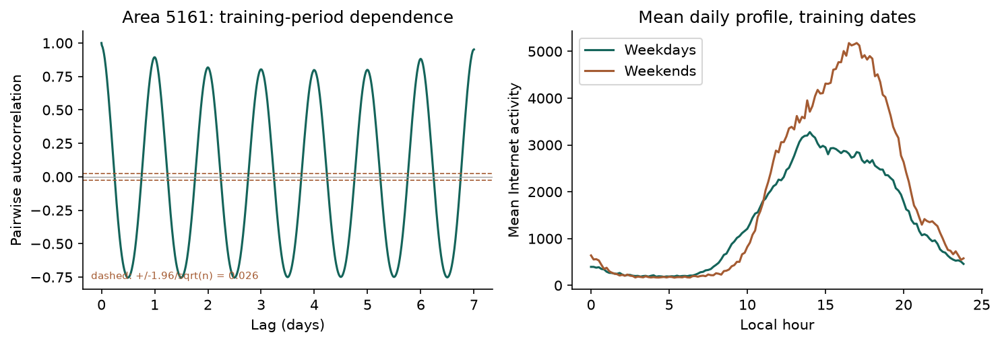 Area 5161: training-period dependence
Pairwise autocorrelation
1.00
0.75
0.50
0.25
0.00
−0.25
−0.50
−0.75
dashed: +/-1.96/sqrt(n) = 0.026
0 1 2 3 4 5 6 7
Lag (days)
Mean daily profile, training dates
Mean Internet activity
5000
4000
3000
2000
1000
0
Weekdays
Weekends
0 5 10 15 20 25
Local hour